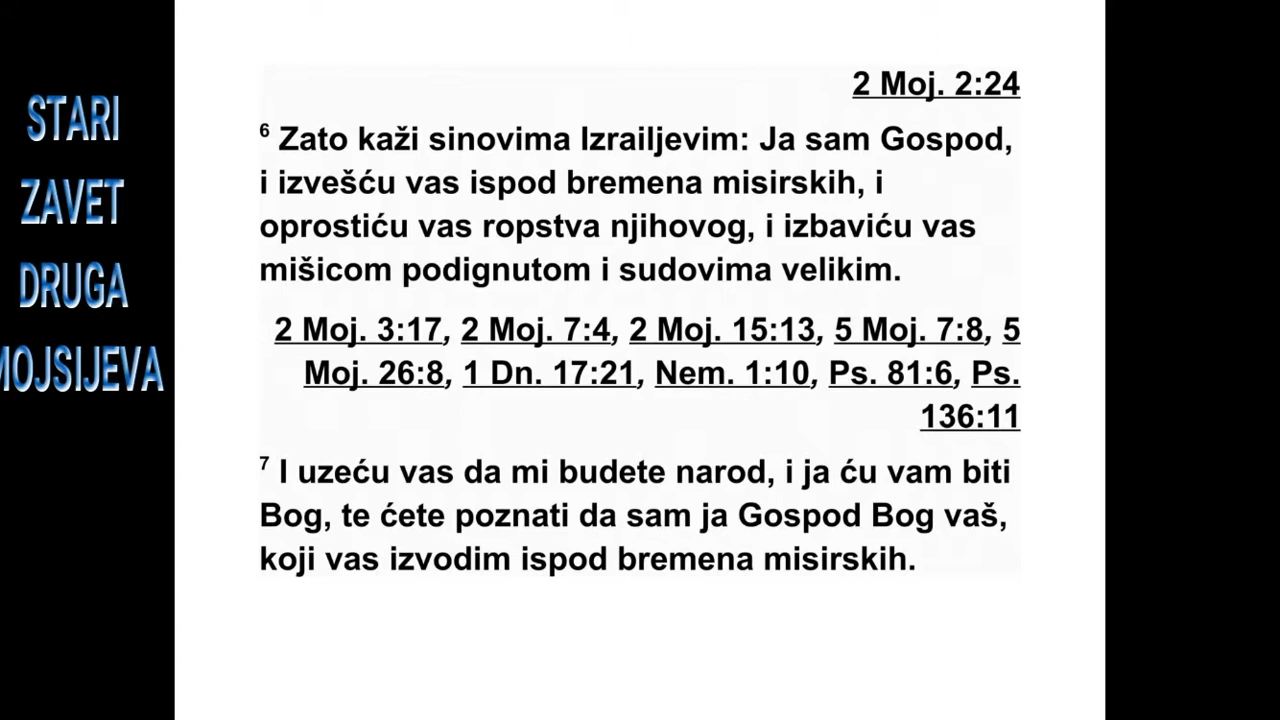 STARI
ZAVET
DRUGA
MOJSIJEVA
2 Moj. 2:24
6 Zato kaži sinovima Izrailjevim: Ja sam Gospod,
i izvešću vas ispod bremena misirskih, i
oprostiću vas ropstva njihovog, i izbaviću vas
mišicom podignutom i sudovima velikim.
2 Moj. 3:17, 2 Moj. 7:4, 2 Moj. 15:13, 5 Moj. 7:8, 5
Moj. 26:8, 1 Dn. 17:21, Nem. 1:10, Ps. 81:6, Ps.
136:11
7 I uzeću vas da mi budete narod, i ja ću vam biti
Bog, te ćete poznati da sam ja Gospod Bog vaš,
koji vas izvodim ispod bremena misirskih.